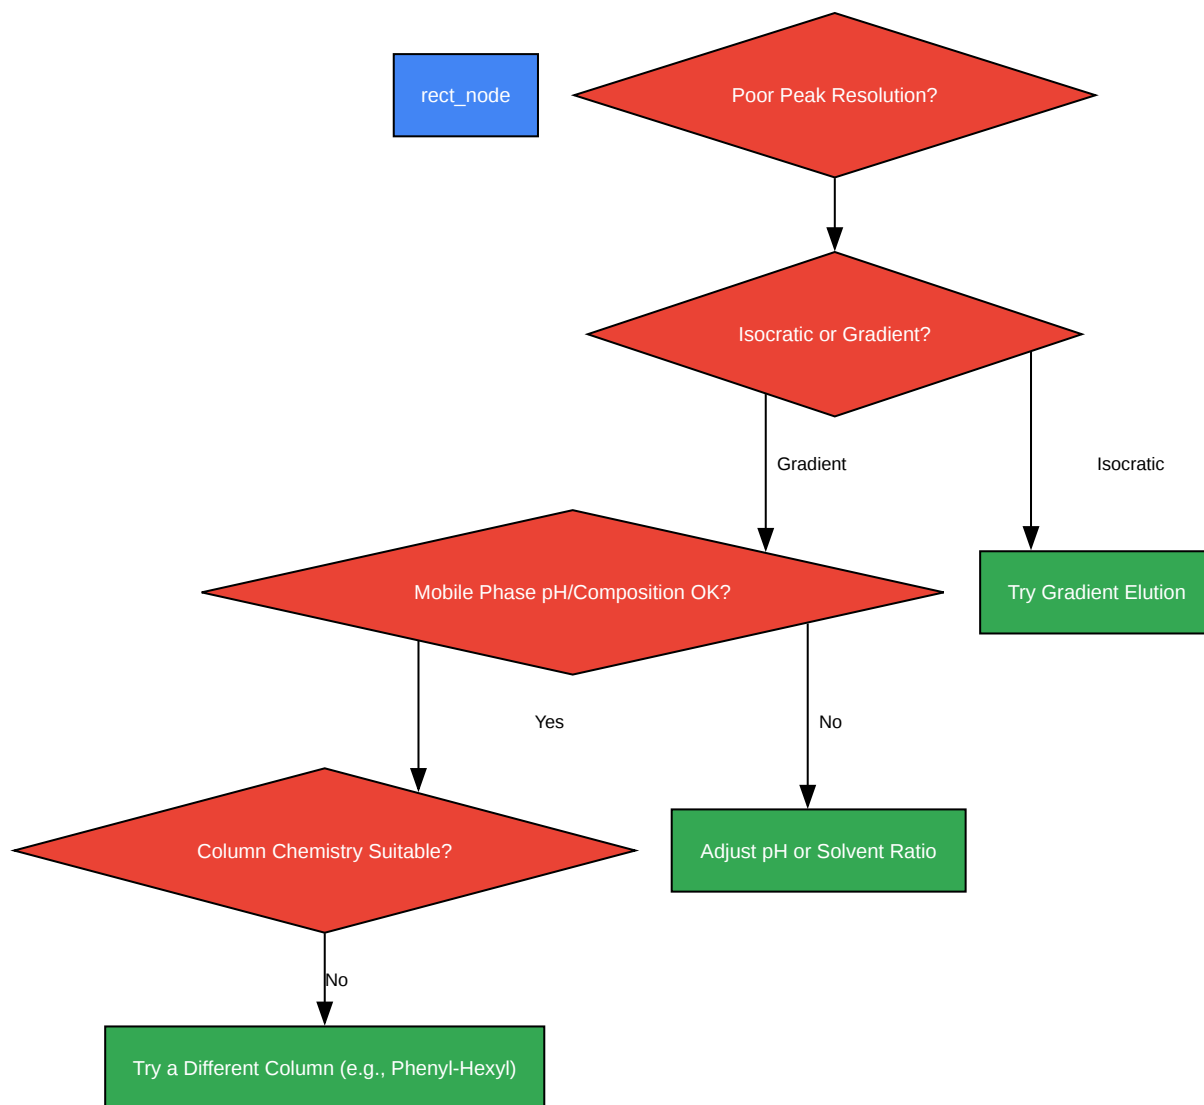 rect_node
Poor Peak Resolution?
Isocratic or Gradient?
Gradient
Isocratic
Mobile Phase pH/Composition OK?
Try Gradient Elution
Yes
No
Column Chemistry Suitable?
Adjust pH or Solvent Ratio
No
Try a Different Column (e.g., Phenyl-Hexyl)